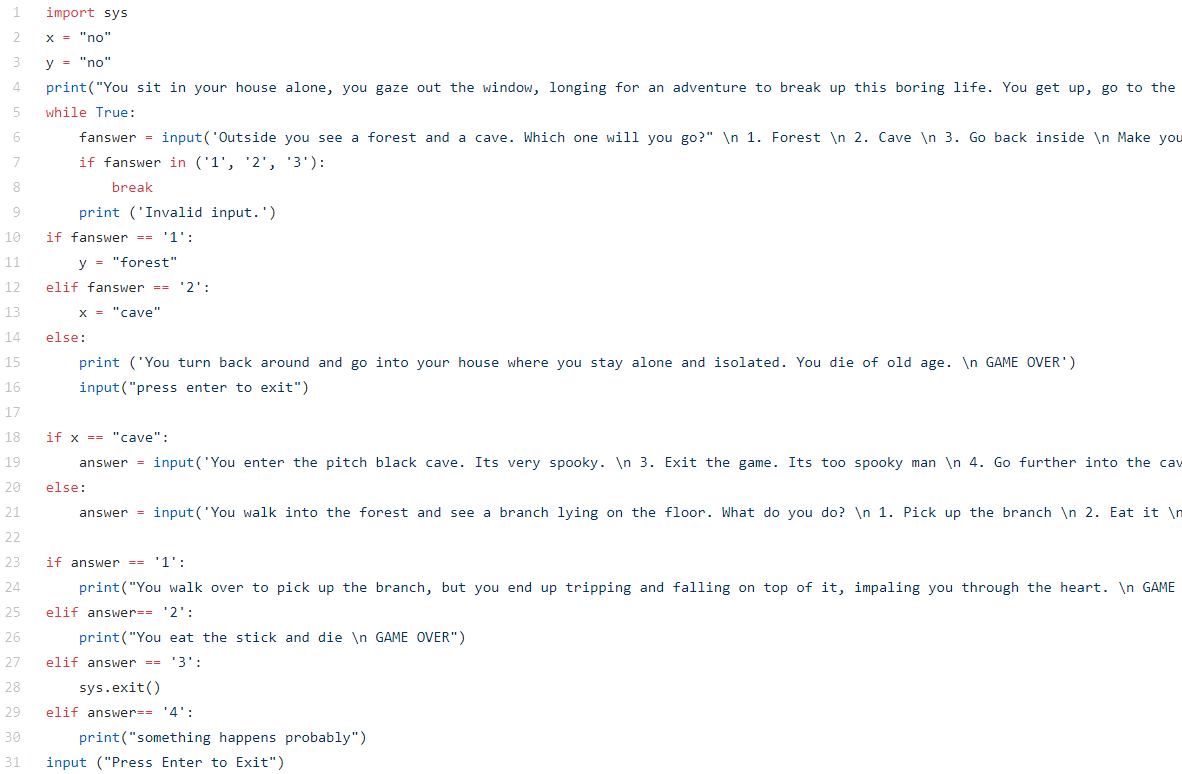 1 import sys
2 x = "no"
3 y = "no"
4 print("You sit in your house alone, you gaze out the window, longing for an adventure to break up this boring life. You get up, go to the
5 while True:
6     fanswer = input('Outside you see a forest and a cave. Which one will you go?" \n 1. Forest \n 2. Cave \n 3. Go back inside \n Make you
7     if fanswer in ('1', '2', '3'):
8         break
9     print ('Invalid input.')
10 if fanswer == '1':
11     y = "forest"
12 elif fanswer == '2':
13     x = "cave"
14 else:
15     print ('You turn back around and go into your house where you stay alone and isolated. You die of old age. \n GAME OVER')
16     input("press enter to exit")
17
18 if x == "cave":
19     answer = input('You enter the pitch black cave. Its very spooky. \n 3. Exit the game. Its too spooky man \n 4. Go further into the cav
20 else:
21     answer = input('You walk into the forest and see a branch lying on the floor. What do you do? \n 1. Pick up the branch \n 2. Eat it \n
22
23 if answer == '1':
24     print("You walk over to pick up the branch, but you end up tripping and falling on top of it, impaling you through the heart. \n GAME
25 elif answer== '2':
26     print("You eat the stick and die \n GAME OVER")
27 elif answer == '3':
28     sys.exit()
29 elif answer== '4':
30     print("something happens probably")
31 input ("Press Enter to Exit")